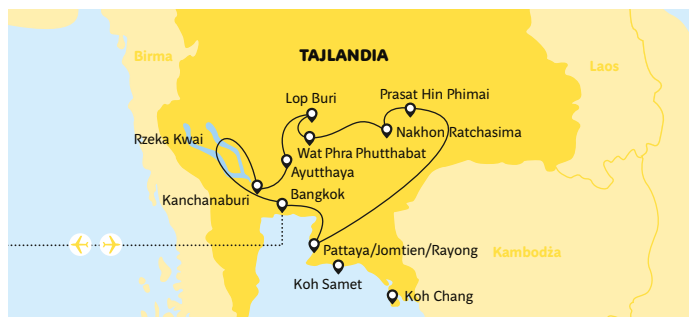 Birma
TAJLANDIA
Laos
Prasat Hin Phimai
Lop Buri
Rzeka Kwai
Nakhon Ratchasima
Wat Phra Phutthabat
Ayutthaya
Kanchanaburi
Bangkok
Pattaya/Jomtien/Rayong
Kambodża
Koh Samet
Koh Chang